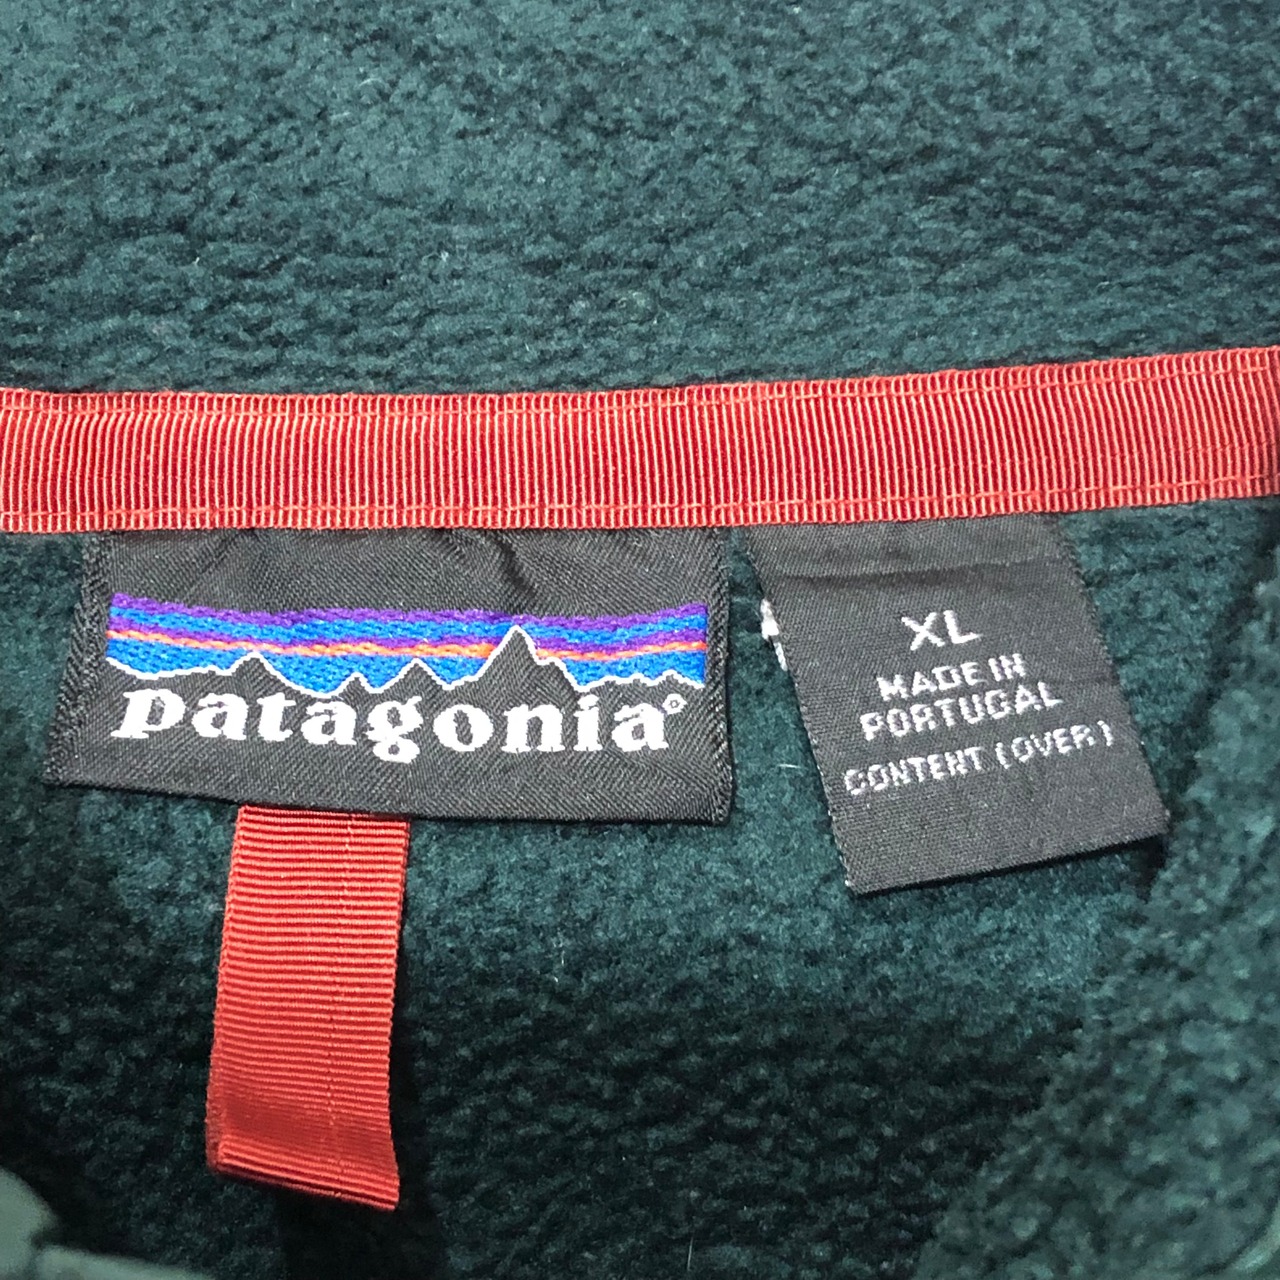 patagonia®
XL
MADE IN
PORTUGAL
CONTENT (OVER)